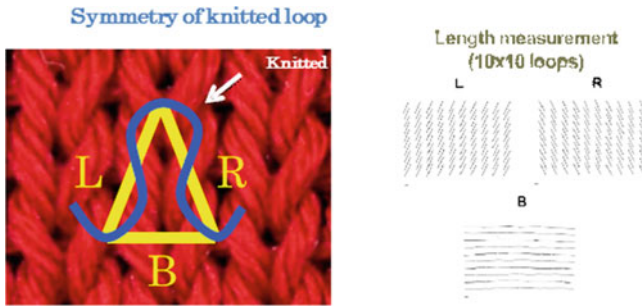 Symmetry of knitted loop
Knitted
L
R
B
Length measurement
(10x10 loops)
L
R
B